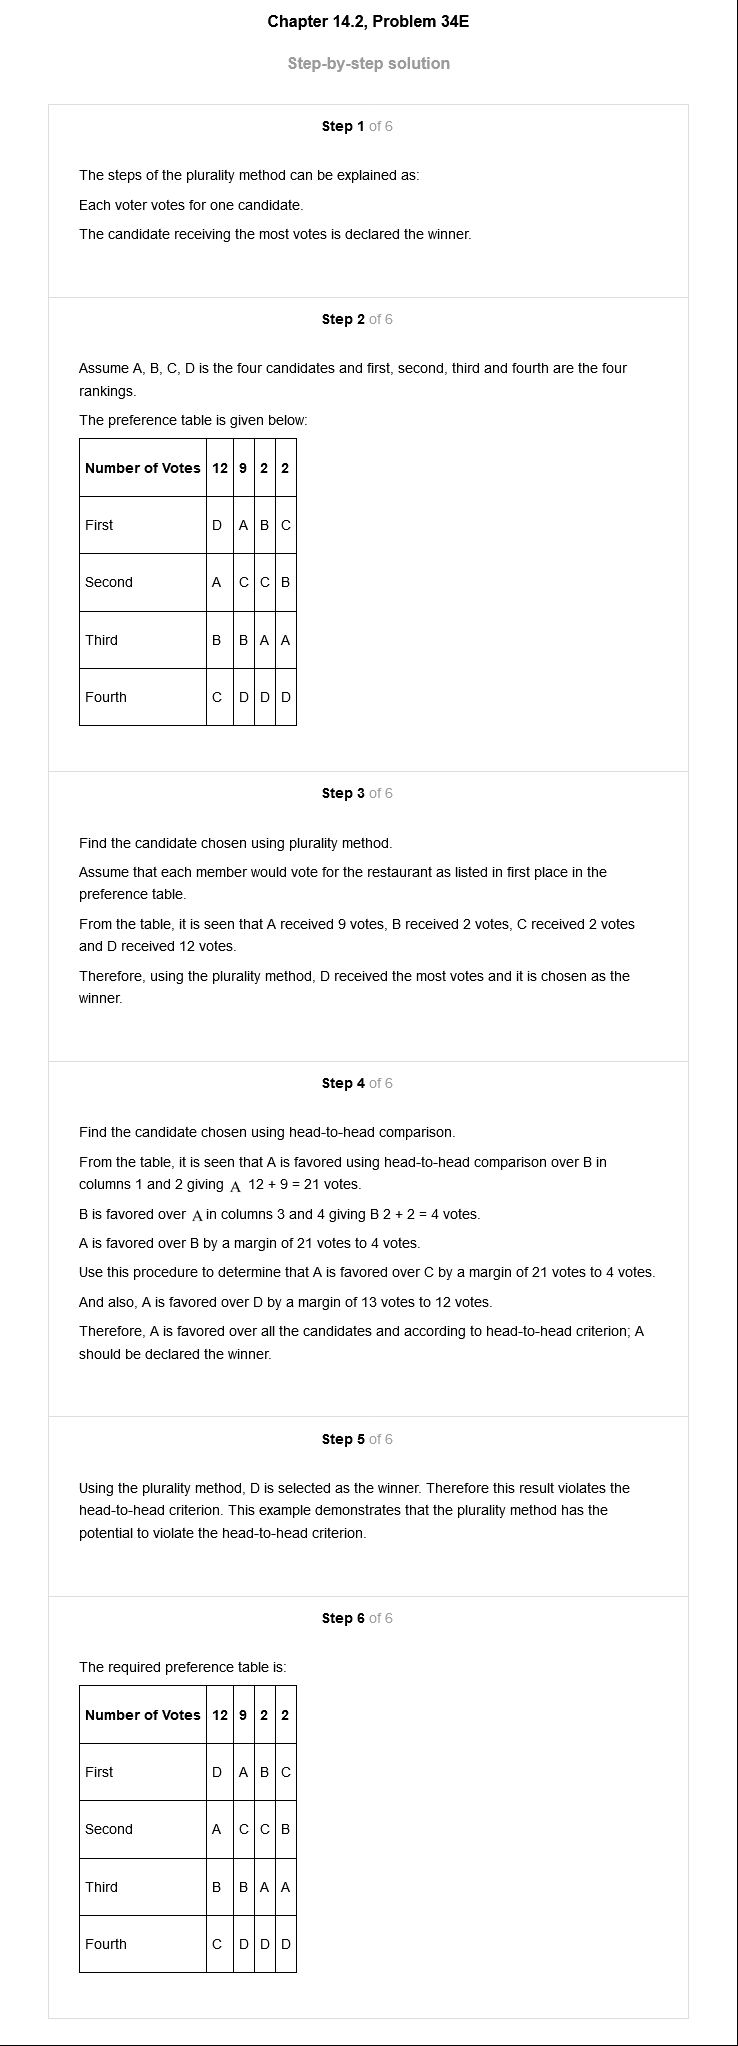 Chapter 14.2, Problem 34E
Step-by-step solution
Step 1 of 6
The steps of the plurality method can be explained as:
Each voter votes for one candidate.
The candidate receiving the most votes is declared the winner.
Step 2 of 6
Assume A, B, C, D is the four candidates and first, second, third and fourth are the four
rankings.
The preference table is given below:
Number of Votes 12 9 2 2
First D A B C
Second A C C B
Third B B A A
Fourth C D D D
Step 3 of 6
Find the candidate chosen using plurality method.
Assume that each member would vote for the restaurant as listed in first place in the
preference table.
From the table, it is seen that A received 9 votes, B received 2 votes, C received 2 votes
and D received 12 votes.
Therefore, using the plurality method, D received the most votes and it is chosen as the
winner.
Step 4 of 6
Find the candidate chosen using head-to-head comparison.
From the table, it is seen that A is favored using head-to-head comparison over B in
columns 1 and 2 giving A 12 + 9 = 21 votes.
B is favored over A in columns 3 and 4 giving B 2 + 2 = 4 votes.
A is favored over B by a margin of 21 votes to 4 votes.
Use this procedure to determine that A is favored over C by a margin of 21 votes to 4 votes.
And also, A is favored over D by a margin of 13 votes to 12 votes.
Therefore, A is favored over all the candidates and according to head-to-head criterion; A
should be declared the winner.
Step 5 of 6
Using the plurality method, D is selected as the winner. Therefore this result violates the
head-to-head criterion. This example demonstrates that the plurality method has the
potential to violate the head-to-head criterion.
Step 6 of 6
The required preference table is:
Number of Votes 12 9 2 2
First D A B C
Second A C C B
Third B B A A
Fourth C D D D